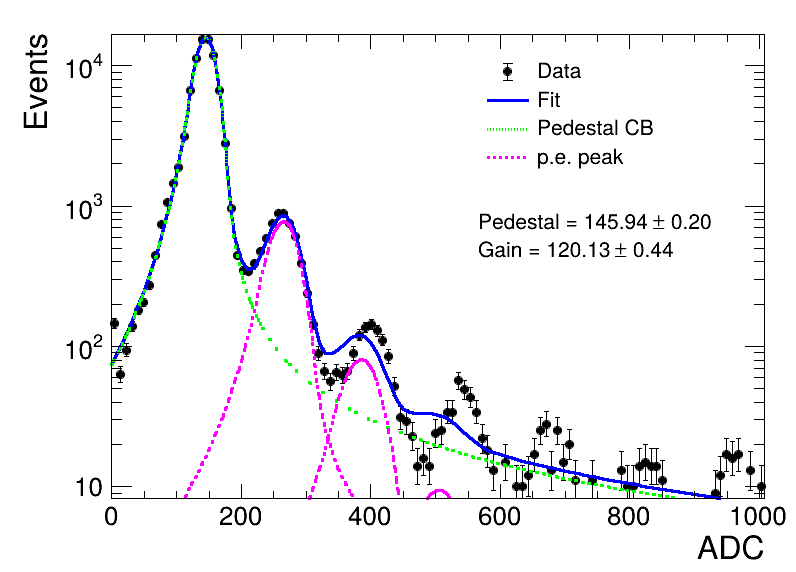 Events
10⁴
10³
10²
10
Data
Fit
Pedestal CB
p.e. peak
Pedestal = 145.94 ± 0.20
Gain = 120.13 ± 0.44
0 200 400 600 800 1000
ADC